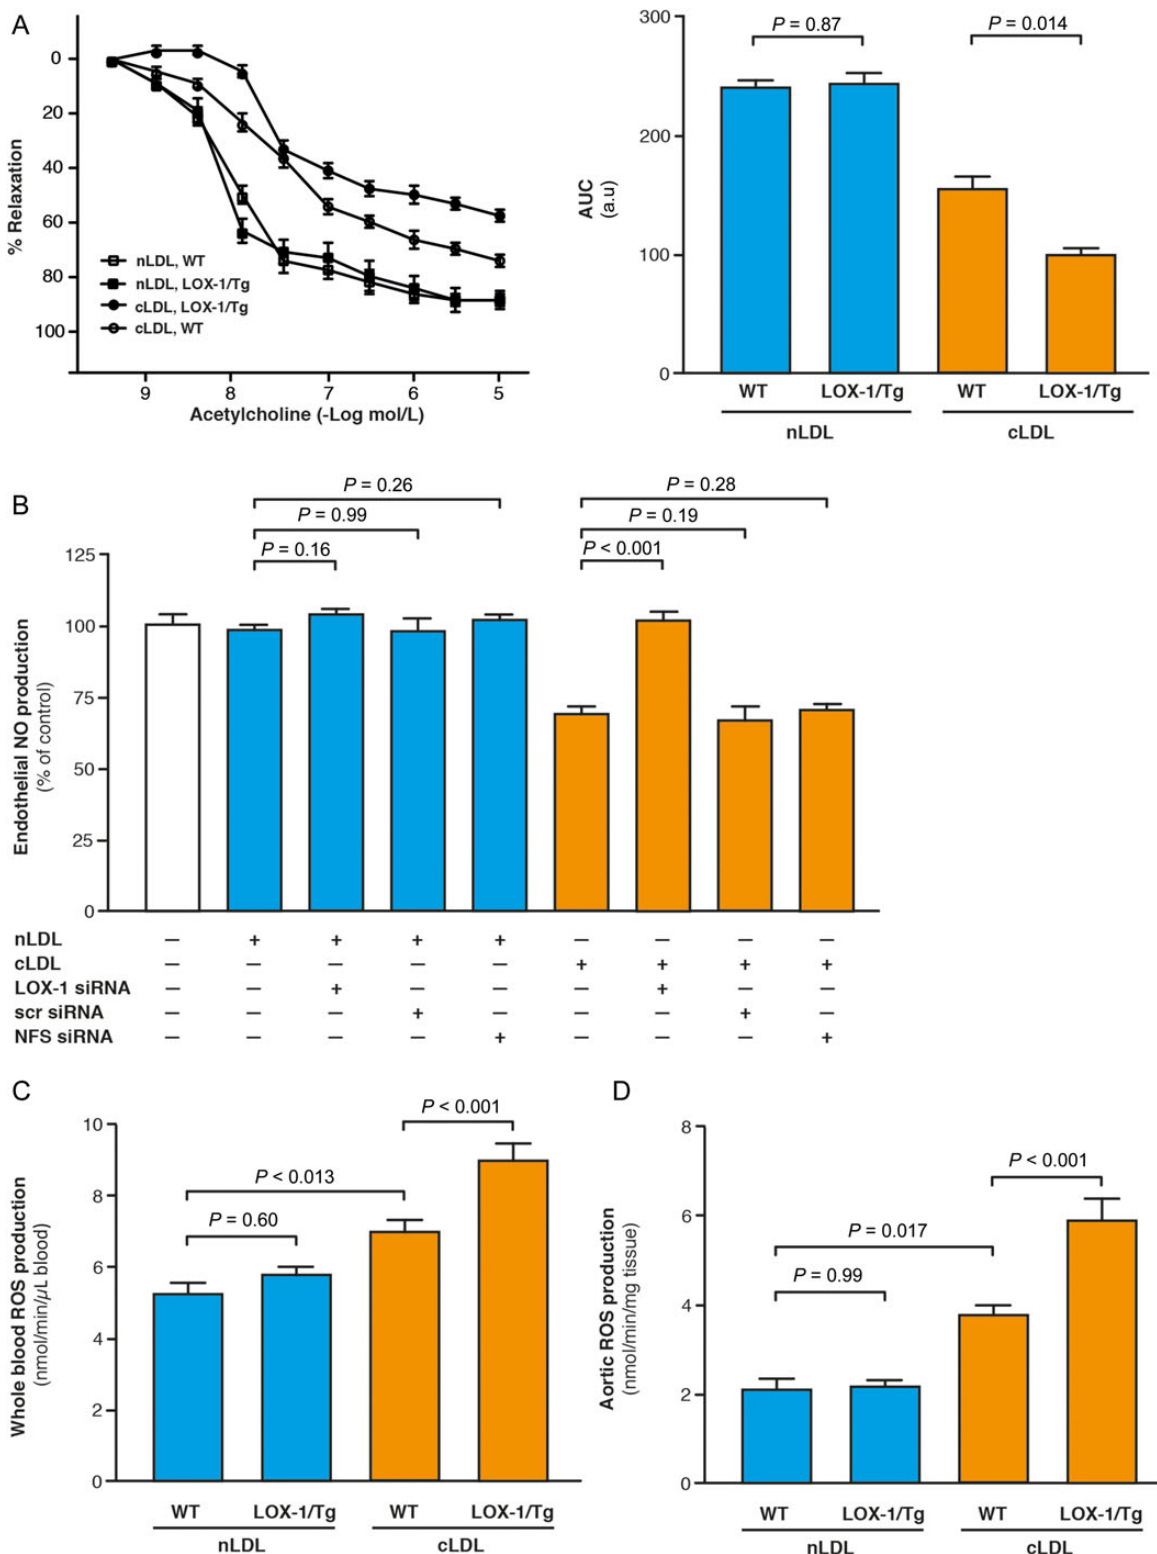 A
0
20
40
60
80
100
% Relaxation
nLDL, WT
nLDL, LOX-1/Tg
cLDL, LOX-1/Tg
cLDL, WT
9 8 7 6 5
Acetylcholine (-Log mol/L)
300
200
100
0
AUC
(a.u)
P = 0.87
P = 0.014
WT LOX-1/Tg WT LOX-1/Tg
nLDL cLDL
B
P = 0.26
P = 0.99
P = 0.16
P = 0.28
P = 0.19
P < 0.001
125
100
75
50
25
0
Endothelial NO production
(% of control)
nLDL — + + + + — — — —
cLDL — — — — — + + + +
LOX-1 siRNA — — + — — — + — —
scr siRNA — — — + — — — + —
NFS siRNA — — — — + — — — +
C
10
8
6
4
2
0
Whole blood ROS production
(nmol/min/µL blood)
P < 0.001
P < 0.013
P = 0.60
WT LOX-1/Tg WT LOX-1/Tg
nLDL cLDL
D
8
6
4
2
0
Aortic ROS production
(nmol/min/mg tissue)
P < 0.001
P = 0.017
P = 0.99
WT LOX-1/Tg WT LOX-1/Tg
nLDL cLDL